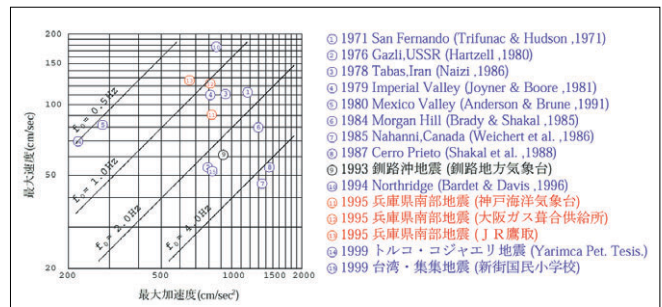 200
150
100
50
20
200
500
1000
1500
2000
最大速度(cm/sec)
最大加速度(cm/sec²)
f₀= 0.5Hz
f₀= 1.0Hz
f₀= 2.0Hz
f₀= 4.0Hz
① 1971 San Fernando (Trifunac & Hudson ,1971)
② 1976 Gazli,USSR (Hartzell ,1980)
③ 1978 Tabas,Iran (Naizi ,1986)
④ 1979 Imperial Valley (Joyner & Boore ,1981)
⑤ 1980 Mexico Valley (Anderson & Brune ,1991)
⑥ 1984 Morgan Hill (Brady & Shakal ,1985)
⑦ 1985 Nahanni,Canada (Weichert et al. ,1986)
⑧ 1987 Cerro Prieto (Shakal et al. ,1988)
⑨ 1993 釧路沖地震 (釧路地方気象台)
⑩ 1994 Northridge (Bardet & Davis ,1996)
⑪ 1995 兵庫県南部地震 (神戸海洋気象台)
⑫ 1995 兵庫県南部地震 (大阪ガス葺合供給所)
⑬ 1995 兵庫県南部地震 (ＪＲ鷹取)
⑭ 1999 トルコ・コジャエリ地震 (Yarimca Pet. Tesis.)
⑮ 1999 台湾・集集地震 (新街国民小学校)